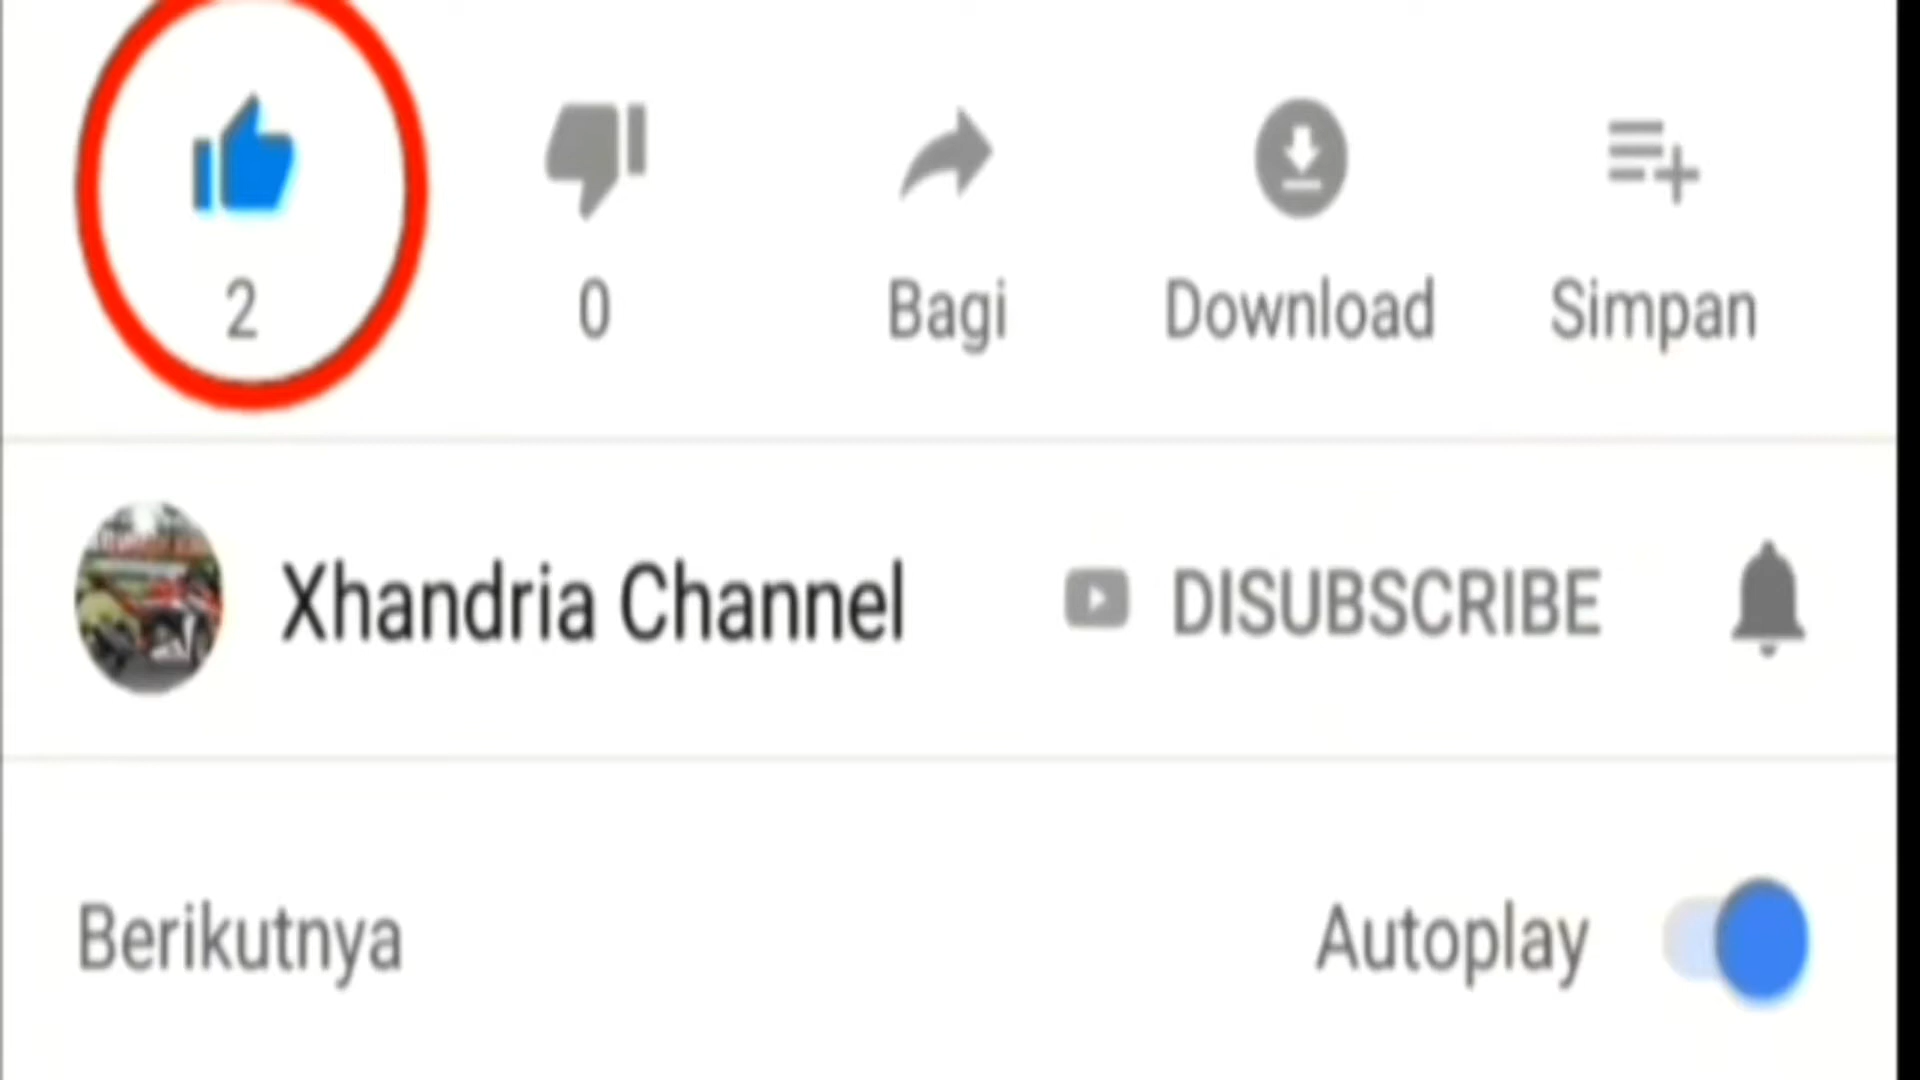 2 0 Bagi Download Simpan
Xhandria Channel DISUBSCRIBE
Berikutnya Autoplay